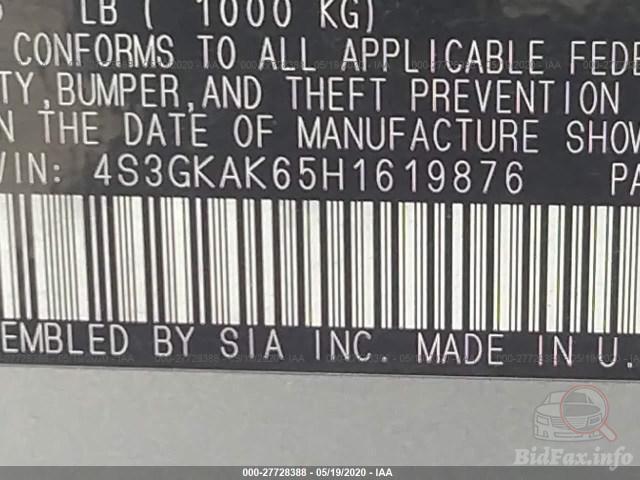 LB ( 1000 KG)
CONFORMS TO ALL APPLICABLE FEDE
TY, BUMPER, AND THEFT PREVENTION
N THE DATE OF MANUFACTURE SHOW
VIN: 4S3GKAK65H1619876 PA
EMBLED BY SIA INC. MADE IN U.
000-27728388 - 05/19/2020 - IAA
BidFax.info